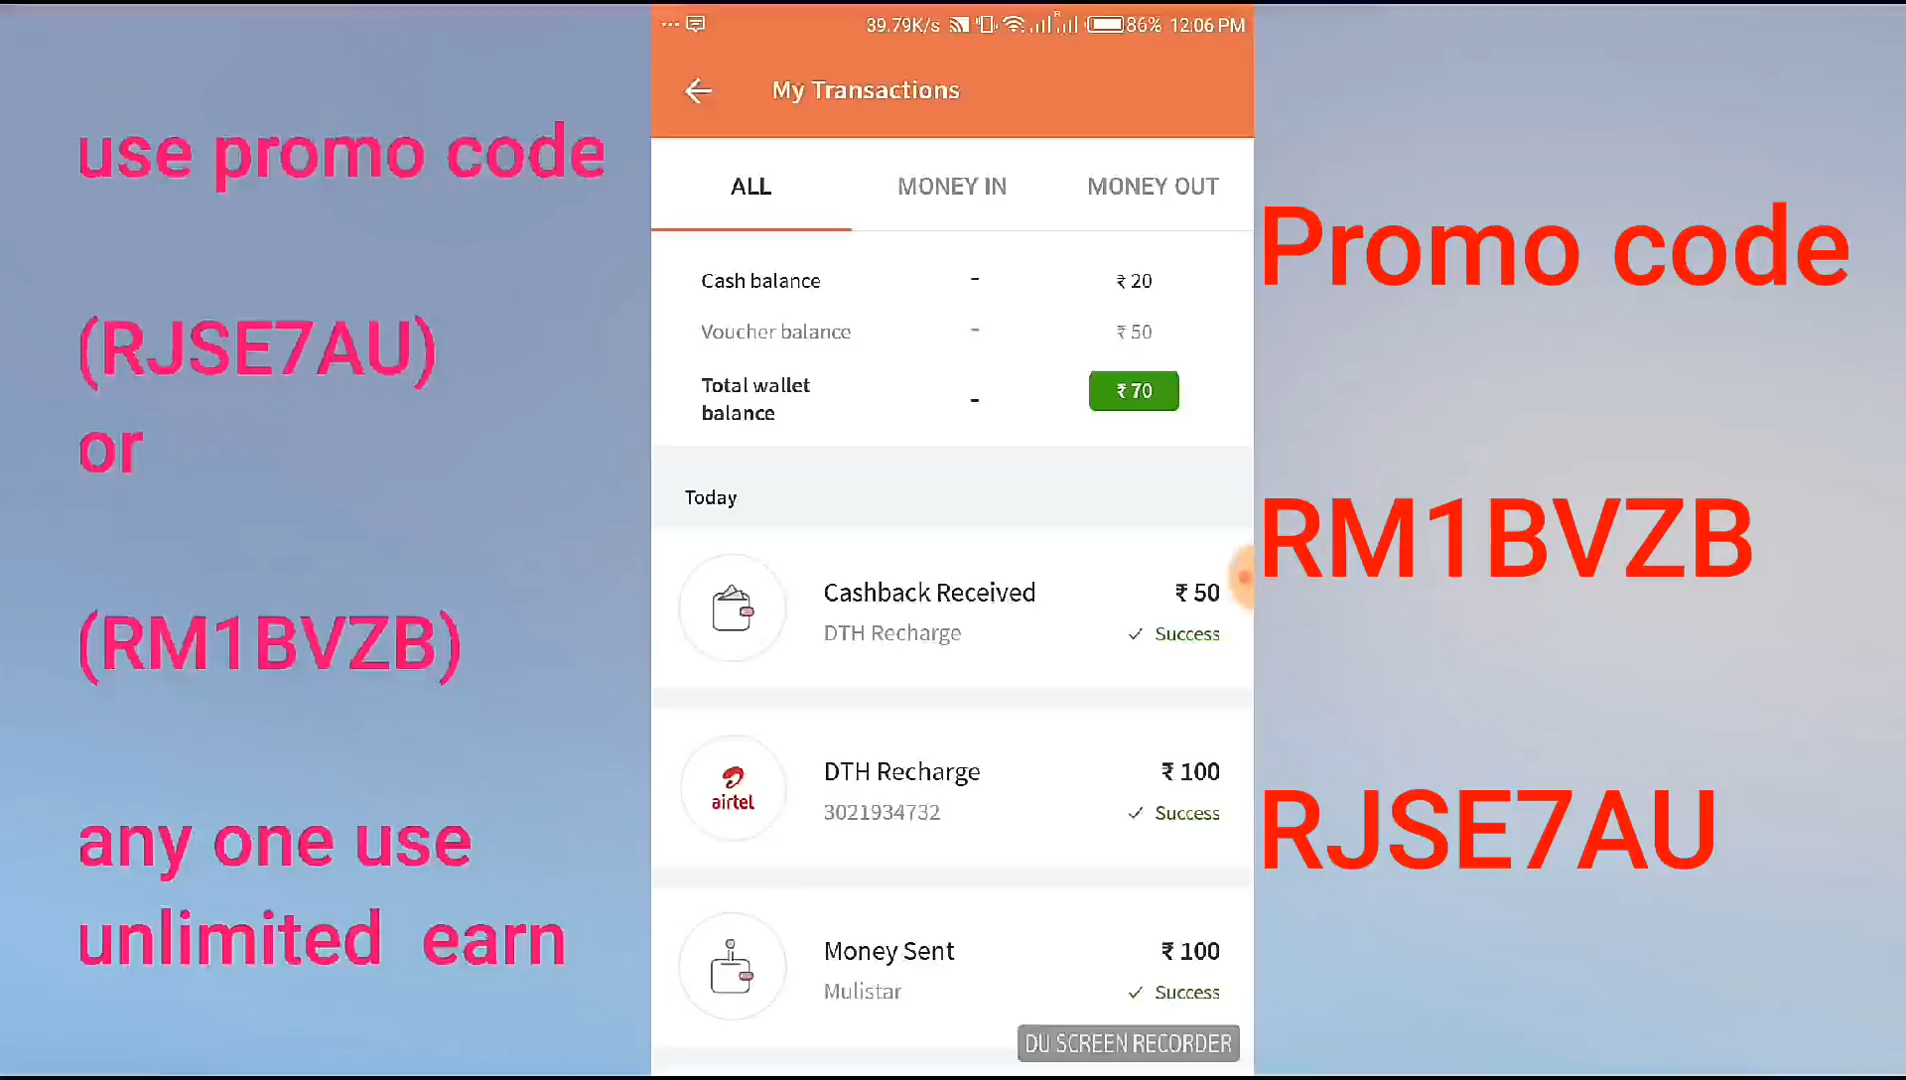 use promo code
(RJSE7AU)
or
(RM1BVZB)
any one use
unlimited earn
39.79K/s R 86% 12:06 PM
My Transactions
ALL MONEY IN MONEY OUT
Cash balance - ₹ 20
Voucher balance - ₹ 50
Total wallet
balance - ₹ 70
Today
Cashback Received ₹ 50
DTH Recharge ✓ Success
airtel
DTH Recharge ₹ 100
3021934732 ✓ Success
Money Sent ₹ 100
Mulistar ✓ Success
DU SCREEN RECORDER
Promo code
RM1BVZB
RJSE7AU